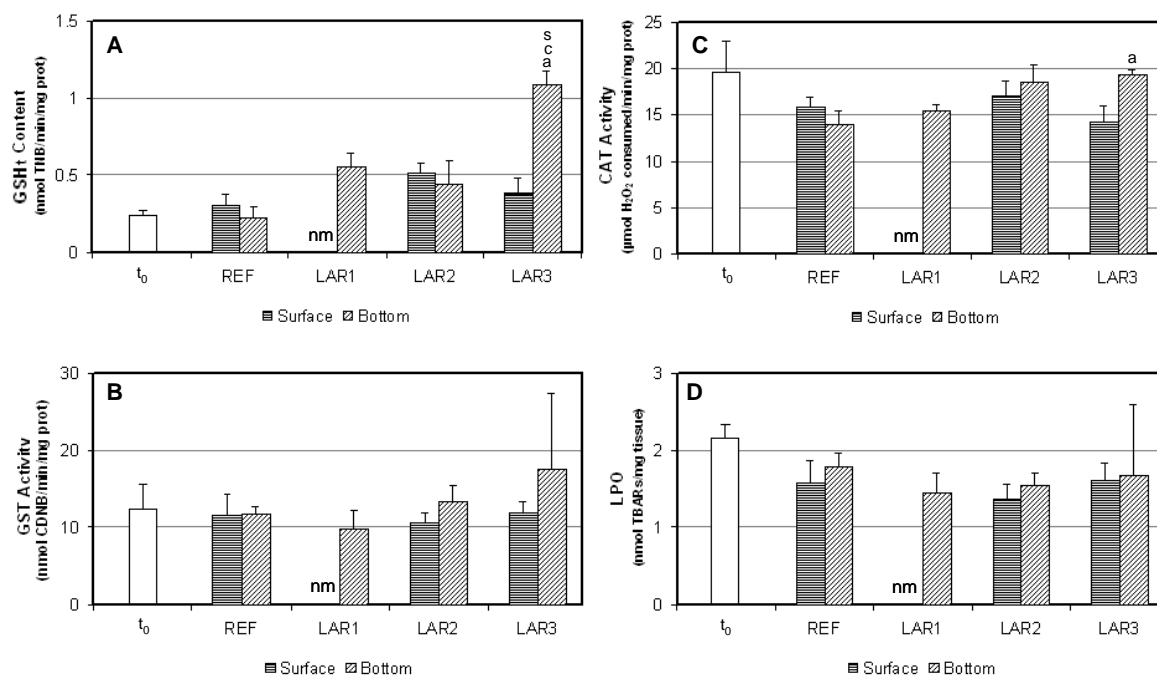 A
GSHt Content
(nmol TNB/min/mg prot)
1.5
1
0.5
0
s
c
a
nm
t₀ REF LAR1 LAR2 LAR3
Surface Bottom
C
CAT Activity
(µmol H₂O₂ consumed/min/mg prot)
25
20
15
10
5
0
a
nm
t₀ REF LAR1 LAR2 LAR3
Surface Bottom
B
GST Activity
(nmol CDNB/min/mg prot)
30
20
10
0
nm
t₀ REF LAR1 LAR2 LAR3
Surface Bottom
D
LPO
(nmol TBARs/mg tissue)
3
2
1
0
nm
t₀ REF LAR1 LAR2 LAR3
Surface Bottom